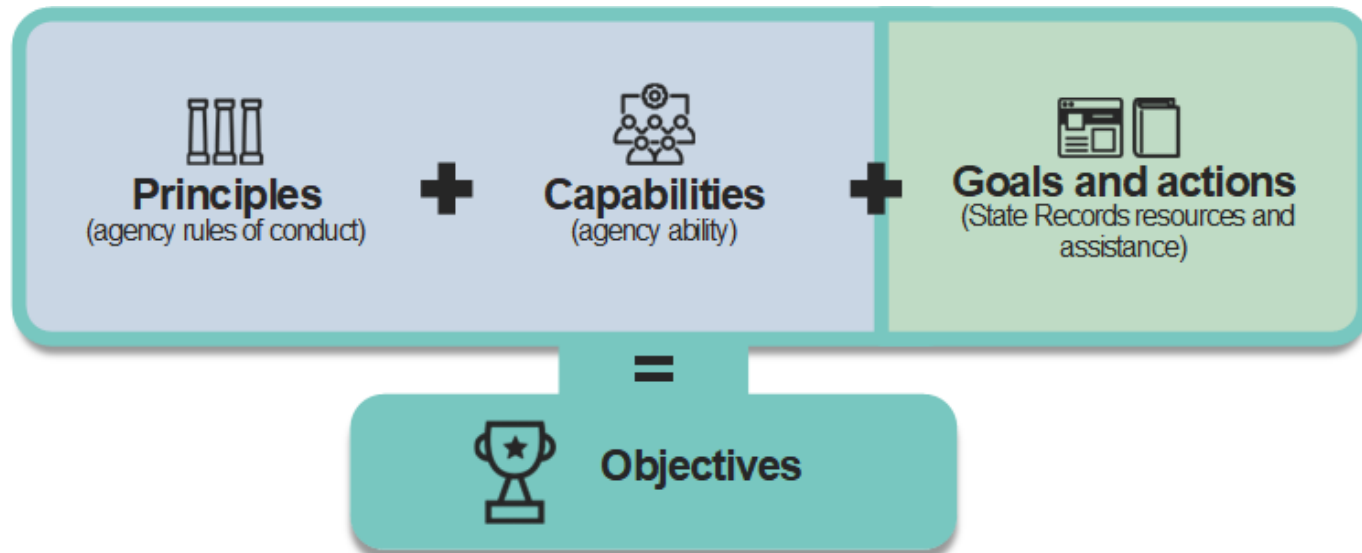 Principles
(agency rules of conduct)
+
Capabilities
(agency ability)
+
Goals and actions
(State Records resources and
assistance)
=
Objectives